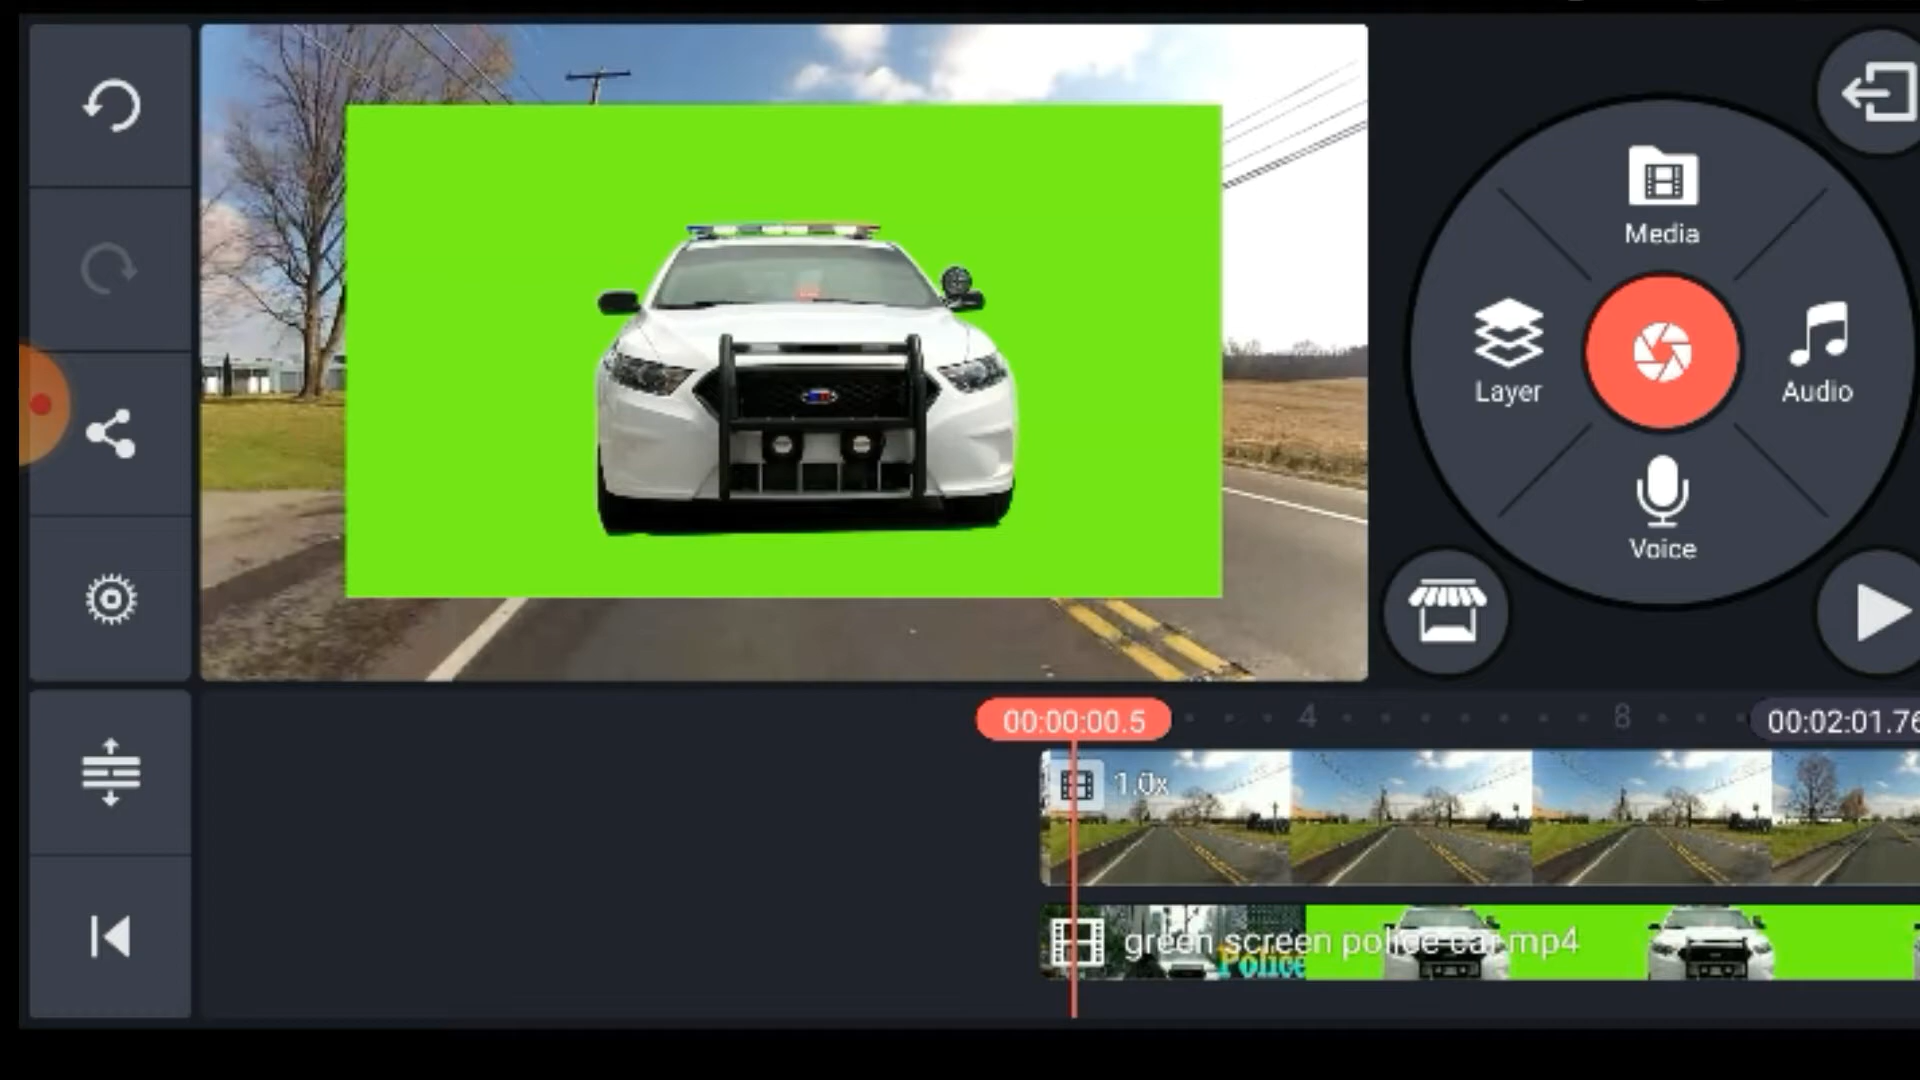 Media
Layer
Audio
Voice
00:00:00.5
4
8
00:02:01.76
1.0x
green screen police car.mp4
Police